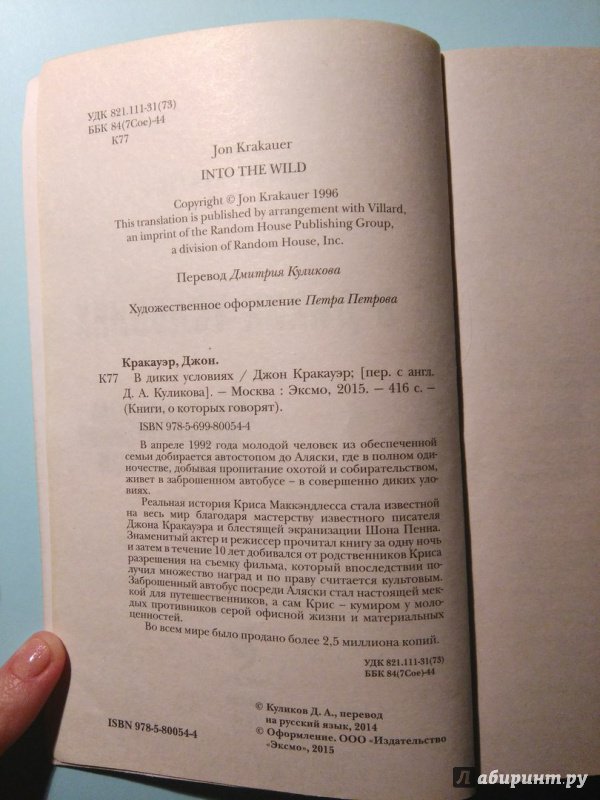 УДК 821.111-31(73)
ББК 84(7Сое)-44
К77
Jon Krakauer
INTO THE WILD
Copyright © Jon Krakauer 1996
This translation is published by arrangement with Villard,
an imprint of the Random House Publishing Group,
a division of Random House, Inc.
Перевод Дмитрия Куликова
Художественное оформление Петра Петрова
Кракауэр, Джон.
К77 В диких условиях / Джон Кракауэр; [пер. с англ.
Д. А. Куликова]. – Москва : Эксмо, 2015. – 416 с. –
(Книги, о которых говорят).
ISBN 978-5-699-80054-4
В апреле 1992 года молодой человек из обеспеченной
семьи добирается автостопом до Аляски, где в полном оди-
ночестве, добывая пропитание охотой и собирательством,
живет в заброшенном автобусе – в совершенно диких уло-
виях.
Реальная история Криса Маккэндлесса стала известной
на весь мир благодаря мастерству известного писателя
Джона Кракауэра и блестящей экранизации Шона Пенна.
Знаменитый актер и режиссер прочитал книгу за одну ночь
и затем в течение 10 лет добивался от родственников Криса
разрешения на съемку фильма, который впоследствии по-
лучил множество наград и по праву считается культовым.
Заброшенный автобус посреди Аляски стал настоящей мек-
кой для путешественников, а сам Крис – кумиром у моло-
дых противников серой офисной жизни и материальных
ценностей.
Во всем мире было продано более 2,5 миллиона копий.
УДК 821.111-31(73)
ББК 84(7Сое)-44
© Куликов Д. А., перевод
на русский язык, 2014
© Оформление. ООО «Издательство
«Эксмо», 2015
ISBN 978-5-80054-4
лабиринт.ру